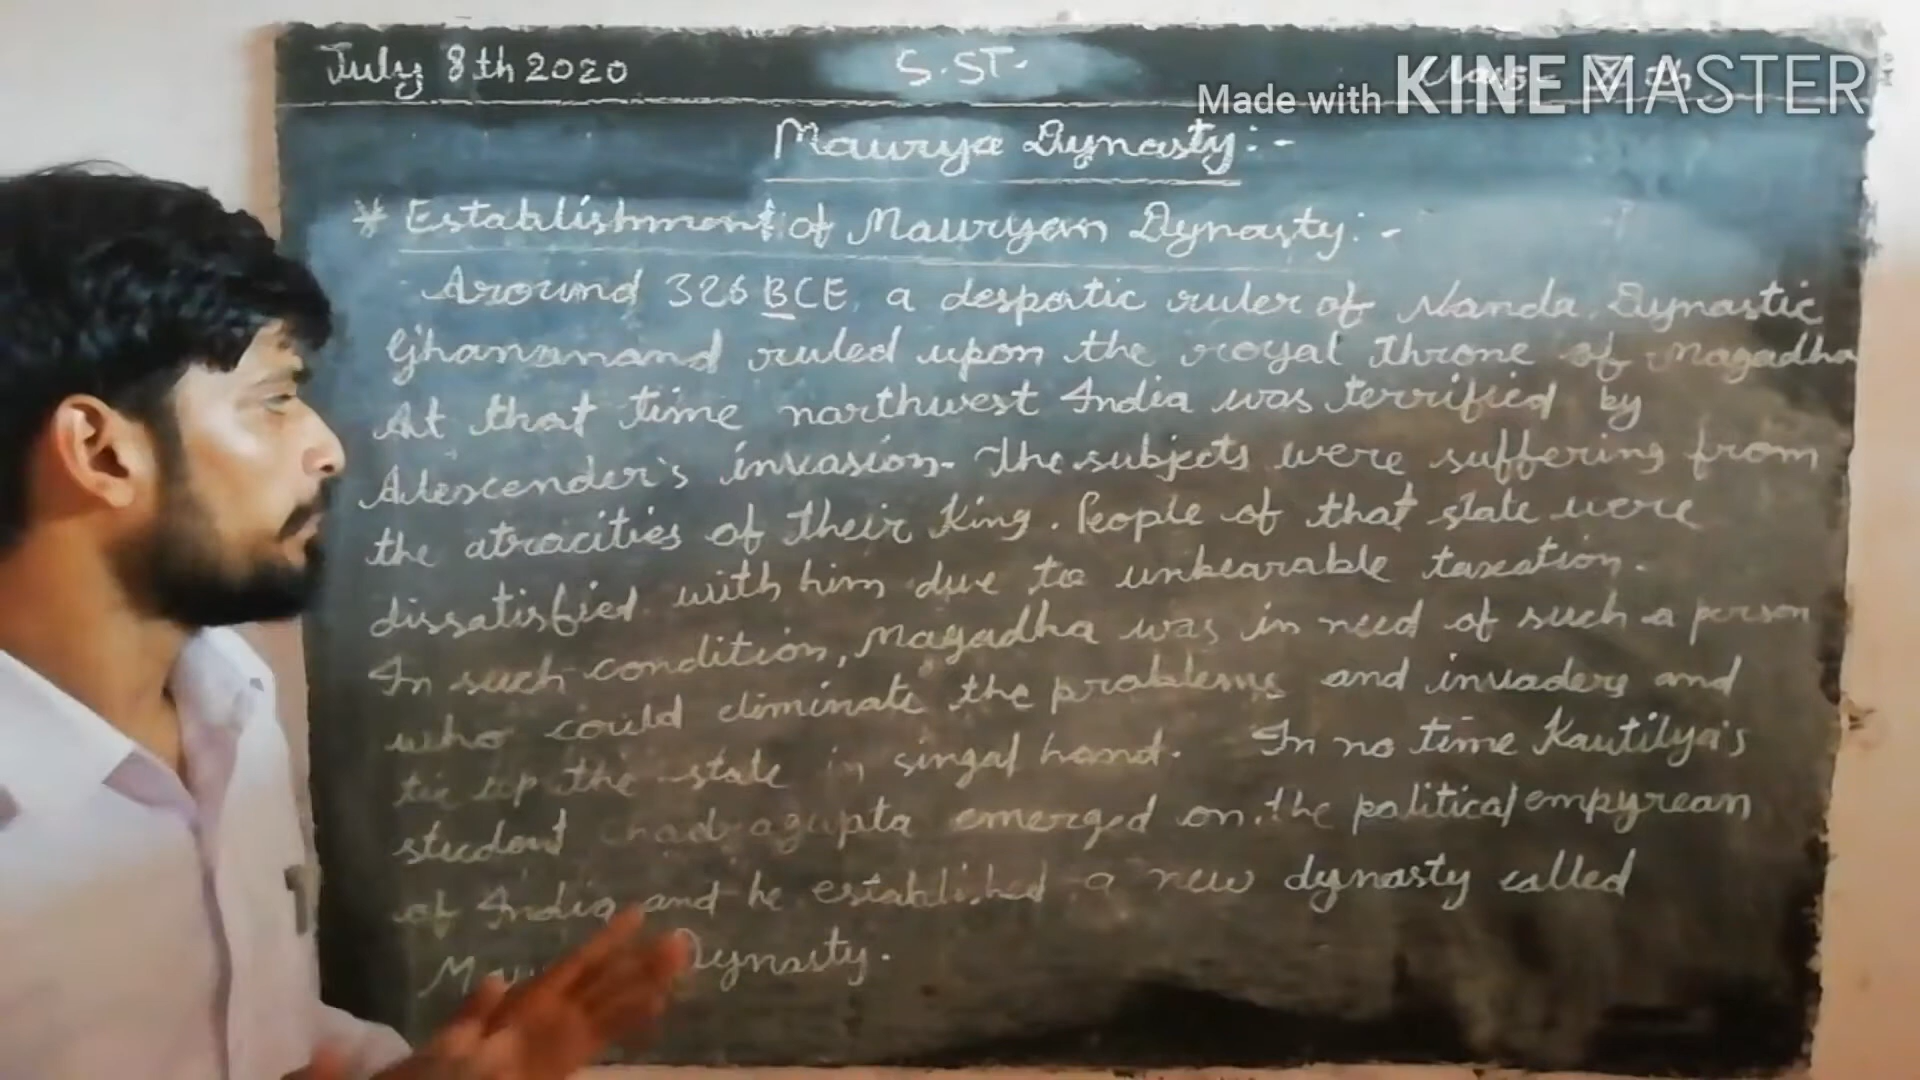 July 8th 2020 S.ST. Class- th
Made with KINEMASTER
Maurya Dynasty:-
* Establishment of Mauryan Dynasty:-
Around 326 BCE, a despotic ruler of Nanda Dynastic
Ghananand ruled upon the royal throne of Magadha
At that time northwest India was terrified by
Alexcender's invasion. The subjects were suffering from
the atracities of their King. People of that state were
dissatisfied with him due to unbearable taxation.
In such condition, Magadha was in need of such a person
who could eliminate the problems and invaders and
tie up the state in singal hand. In no time Kautilya's
student Chadragupta emerged on the political empyrean
of India and he established a new dynasty called
Dynasty.